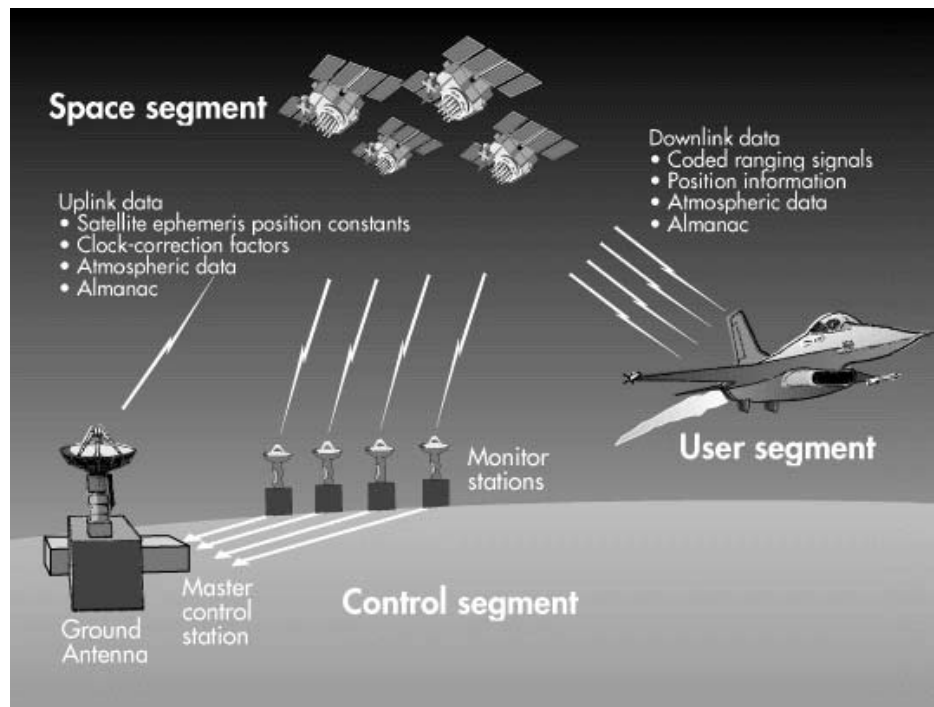 Space segment
Downlink data
• Coded ranging signals
• Position information
• Atmospheric data
• Almanac
Uplink data
• Satellite ephemeris position constants
• Clock-correction factors
• Atmospheric data
• Almanac
User segment
Monitor
stations
Master
control
station
Control segment
Ground
Antenna